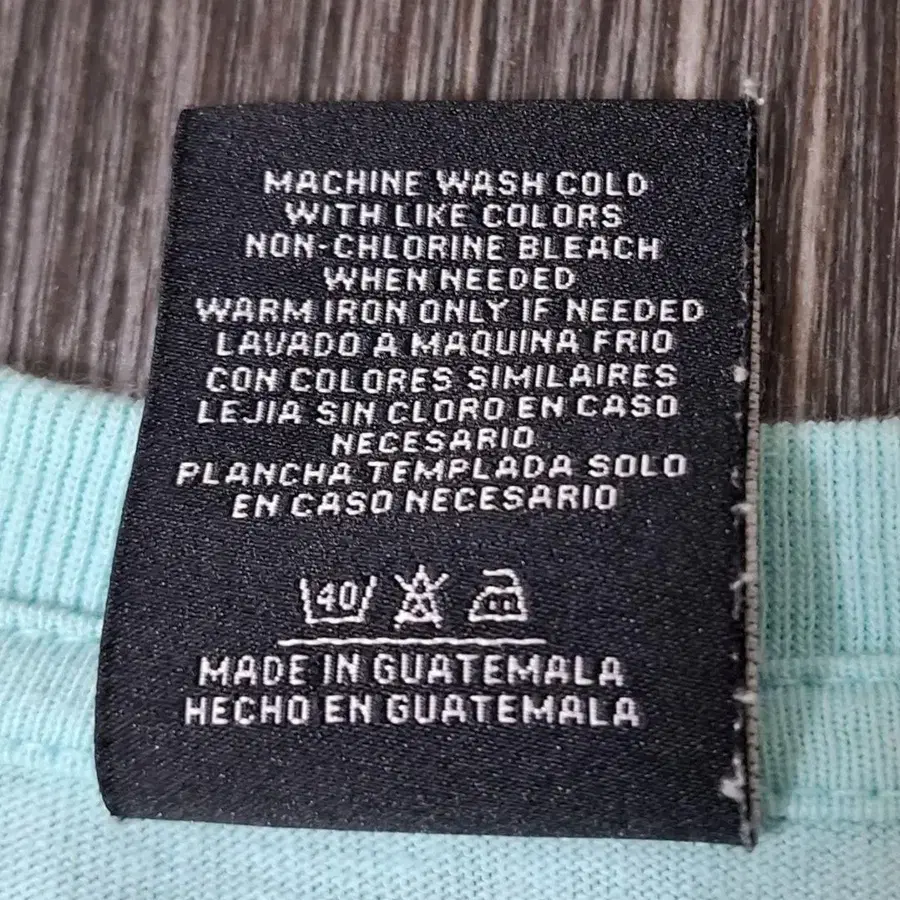 MACHINE WASH COLD
WITH LIKE COLORS
NON-CHLORINE BLEACH
WHEN NEEDED
WARM IRON ONLY IF NEEDED
LAVADO A MAQUINA FRIO
CON COLORES SIMILAIRES
LEJIA SIN CLORO EN CASO
NECESARIO
PLANCHA TEMPLADA SOLO
EN CASO NECESARIO
40
MADE IN GUATEMALA
HECHO EN GUATEMALA